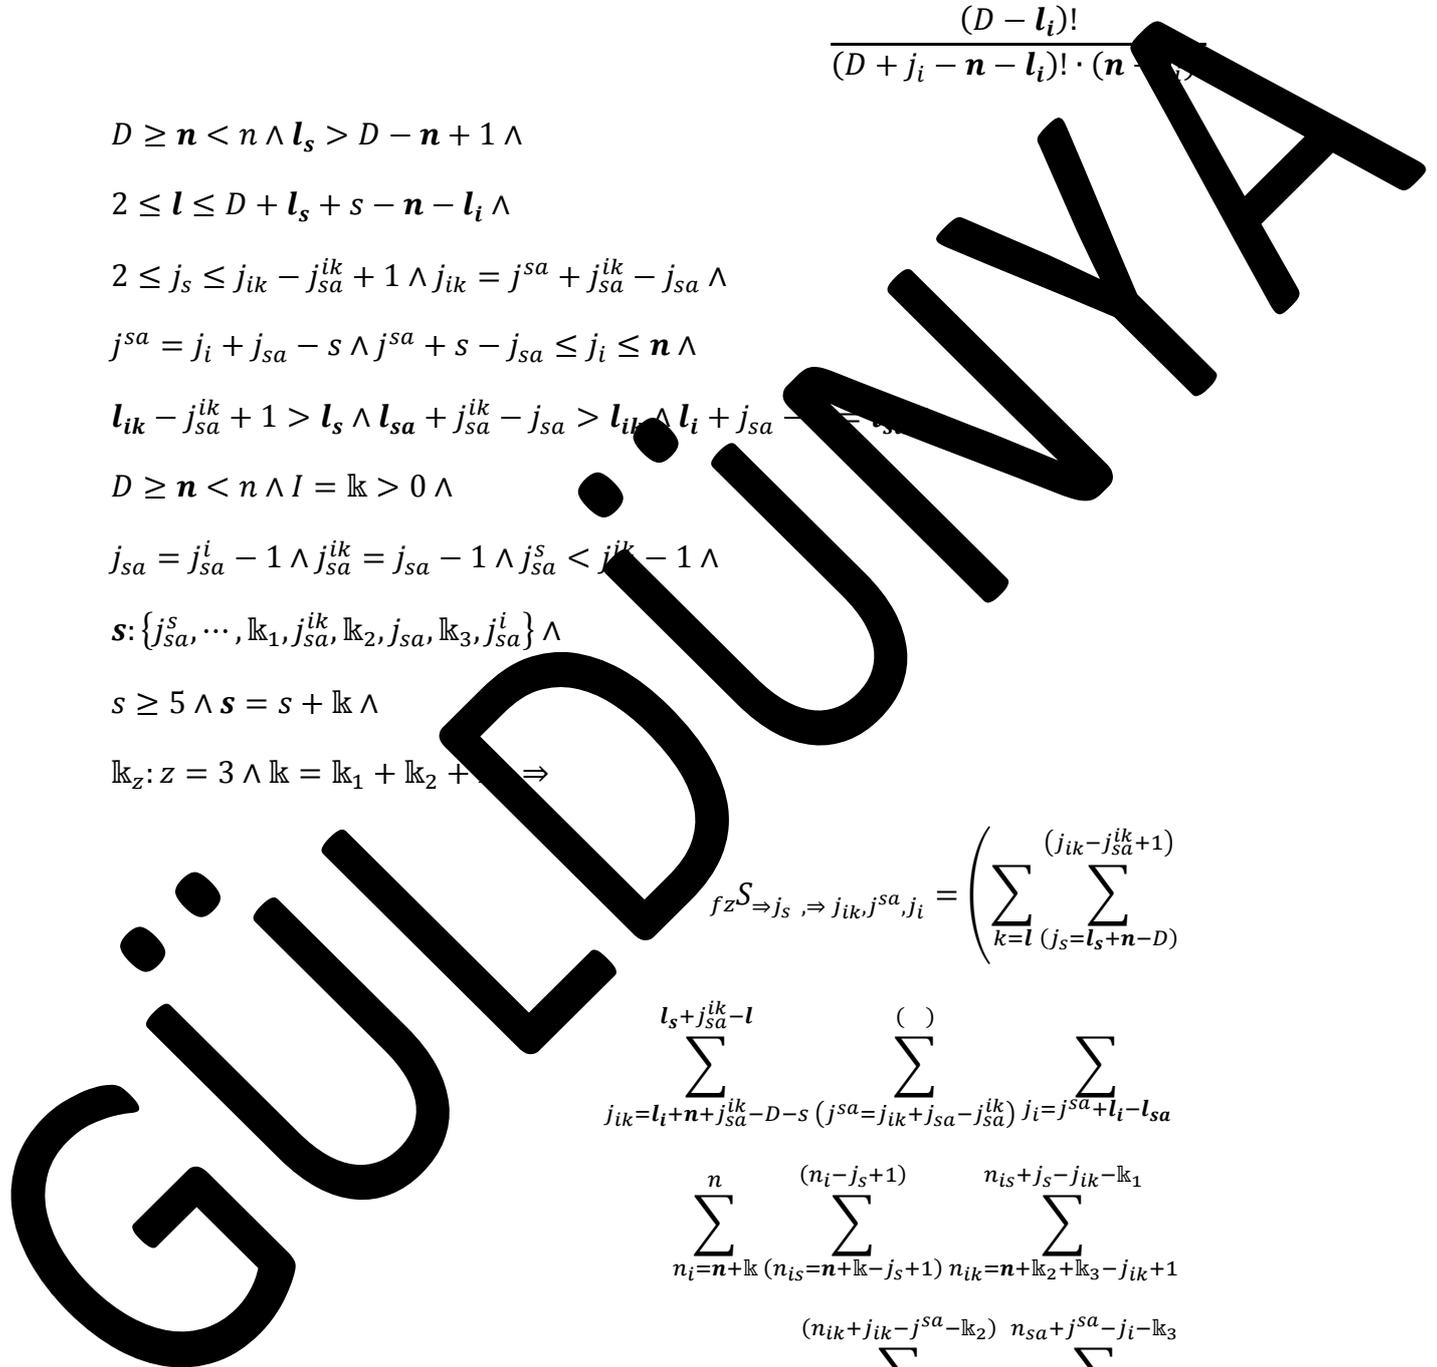 (D − l_i)!
(D + j_i − n − l_i)! · (n −
D ≥ n < n ∧ l_s > D − n + 1 ∧
2 ≤ l ≤ D + l_s + s − n − l_i ∧
2 ≤ j_s ≤ j_ik − j_sa^ik + 1 ∧ j_ik = j^sa + j_sa^ik − j_sa ∧
j^sa = j_i + j_sa − s ∧ j^sa + s − j_sa ≤ j_i ≤ n ∧
l_ik − j_sa^ik + 1 > l_s ∧ l_sa + j_sa^ik − j_sa > l_ik ∧ l_i + j_sa −
D ≥ n < n ∧ I = 𝕜 > 0 ∧
j_sa = j_sa^i − 1 ∧ j_sa^ik = j_sa − 1 ∧ j_sa^s < − 1 ∧
s: {j_sa^s, ⋯ , 𝕜_1, j_sa^ik, 𝕜_2, j_sa, 𝕜_3, j_sa^i} ∧
s ≥ 5 ∧ s = s + 𝕜 ∧
𝕜_z: z = 3 ∧ 𝕜 = 𝕜_1 + 𝕜_2 + ⇒
(j_ik−j_sa^ik+1)
_fz S_⇒j_s ,⇒ j_ik,j^sa,j_i = ( ∑ ∑
k=l (j_s=l_s+n−D)
l_s+j_sa^ik−l ( )
∑ ∑ ∑
j_ik=l_i+n+j_sa^ik−D−s (j^sa=j_ik+j_sa−j_sa^ik) j_i=j^sa+l_i−l_sa
n (n_i−j_s+1) n_is+j_s−j_ik−𝕜_1
∑ ∑ ∑
n_i=n+𝕜 (n_is=n+𝕜−j_s+1) n_ik=n+𝕜_2+𝕜_3−j_ik+1
(n_ik+j_ik−j^sa−𝕜_2) n_sa+j^sa−j_i−𝕜_3
∑ ∑
GÜLDÜNYA